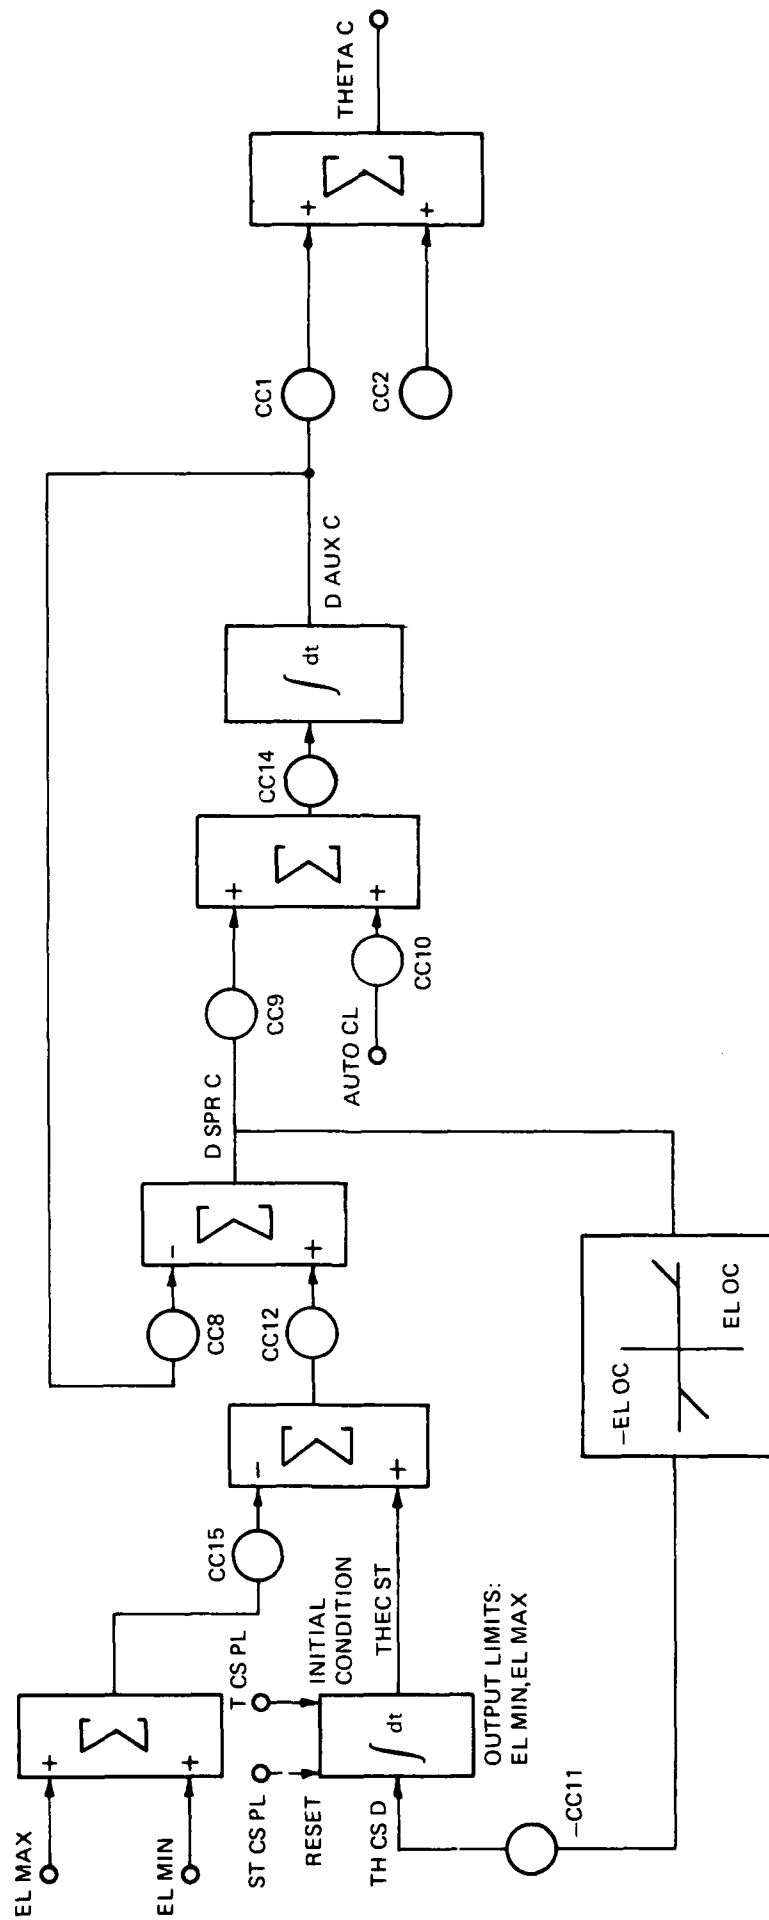 EL MAX
+
Σ
EL MIN
+
CC15
ST CS PL
T CS PL
RESET
INITIAL
CONDITION
TH CS D
∫ dt
THEC ST
OUTPUT LIMITS:
EL MIN, EL MAX
−CC11
−
Σ
+
CC8
CC12
−
Σ
+
D SPR C
−EL OC
EL OC
CC9
AUTO CL
CC10
+
Σ
+
CC14
∫ dt
D AUX C
CC1
CC2
+
Σ
+
THETA C